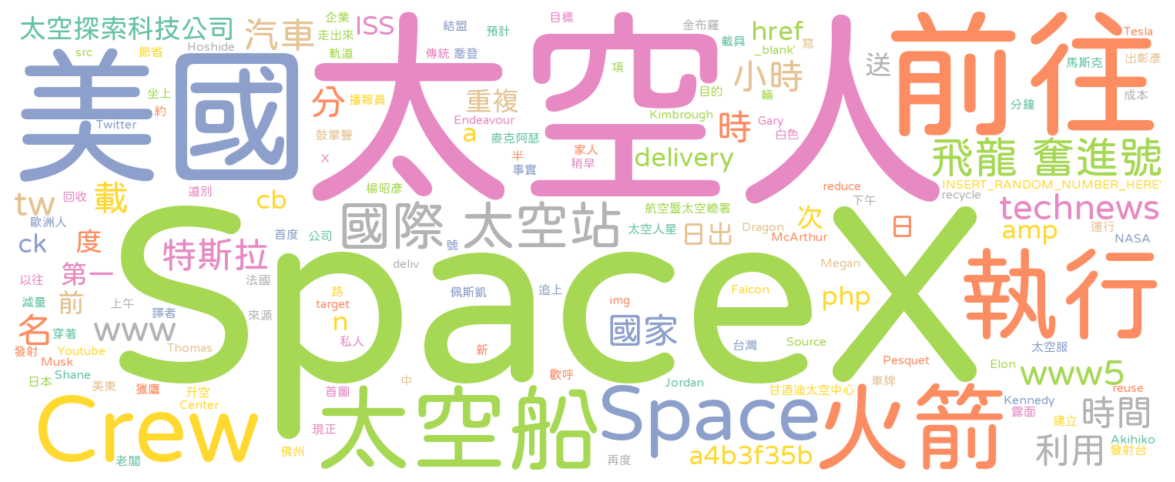 太空探索科技公司
企業
目標
走出來
汽車
ISS
結盟
預計
金布羅
href
Tesla
src
節省
Hoshide
軌道
傳統
喬登
載具
_blank'
寫
馬斯克
出彰彥
美國
太空人
前往
坐上
約
Twitter
分
播報員
重複
項
目的
小時
輪
送
分鐘
成本
鼓掌聲
Endeavour
a
麥克阿瑟
Kimbrough
時
Gary
白色
x
半
事實
家人
稍早
delivery
飛龍 奮進號
tw
回收
載
道別
cb
楊昭彥
reduce
下午
INSERT_RANDOM_NUMBER_HERE'
recycle
歐洲人
ck
度
首度
公司
國際 太空站
號
航空暨太空總署
太空人星
日出
Dragon
次
McArthur
日
technews
amp
運行
NASA
以往
第一
特斯拉
法國
deliv
SpaceX
Megan
減量
前
上午
譯者
來源
路
target
佩斯凱
追上
img
Falcon
php
執行
名
穿著
www
n
私人
新
國家
台灣
Source
太空服
發射
Youtube
Thomas
Musk
日本
Shane
美東
獵鷹
升空
Center
首圖
中
歡呼
Jordan
甘迺迪太空中心
車牌
Pesquet
Elon
www5
reuse
Crew
太空船
Space
火箭
Kennedy
露面
時間
現正
佛州
老闆
再度
a4b3f35b
建立
利用
Akihiko
發射台